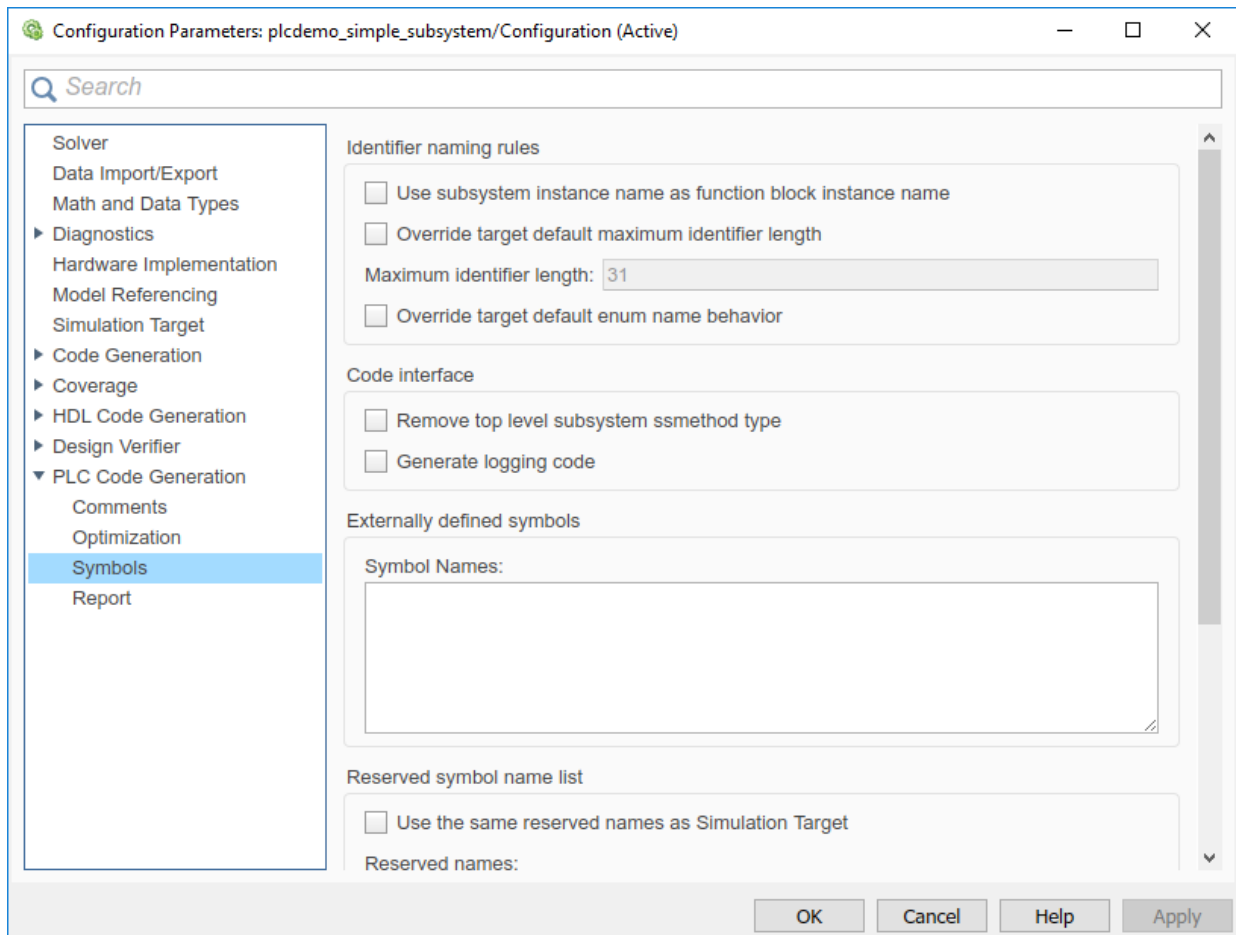 Configuration Parameters: plcdemo_simple_subsystem/Configuration (Active)
Search
Solver
Data Import/Export
Math and Data Types
Diagnostics
Hardware Implementation
Model Referencing
Simulation Target
Code Generation
Coverage
HDL Code Generation
Design Verifier
PLC Code Generation
Comments
Optimization
Symbols
Report
Identifier naming rules
Use subsystem instance name as function block instance name
Override target default maximum identifier length
Maximum identifier length: 31
Override target default enum name behavior
Code interface
Remove top level subsystem ssmethod type
Generate logging code
Externally defined symbols
Symbol Names:
Reserved symbol name list
Use the same reserved names as Simulation Target
Reserved names:
OK Cancel Help Apply